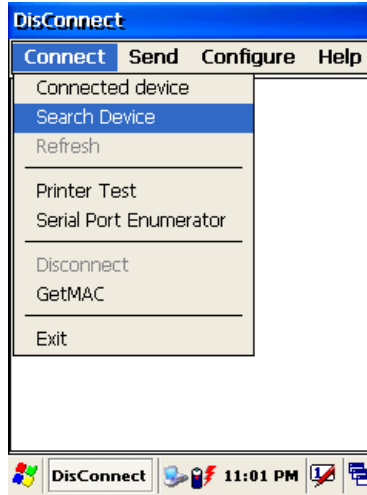 DisConnect
Connect Send Configure Help
Connected device
Search Device
Refresh
Printer Test
Serial Port Enumerator
Disconnect
GetMAC
Exit
DisConnect 11:01 PM